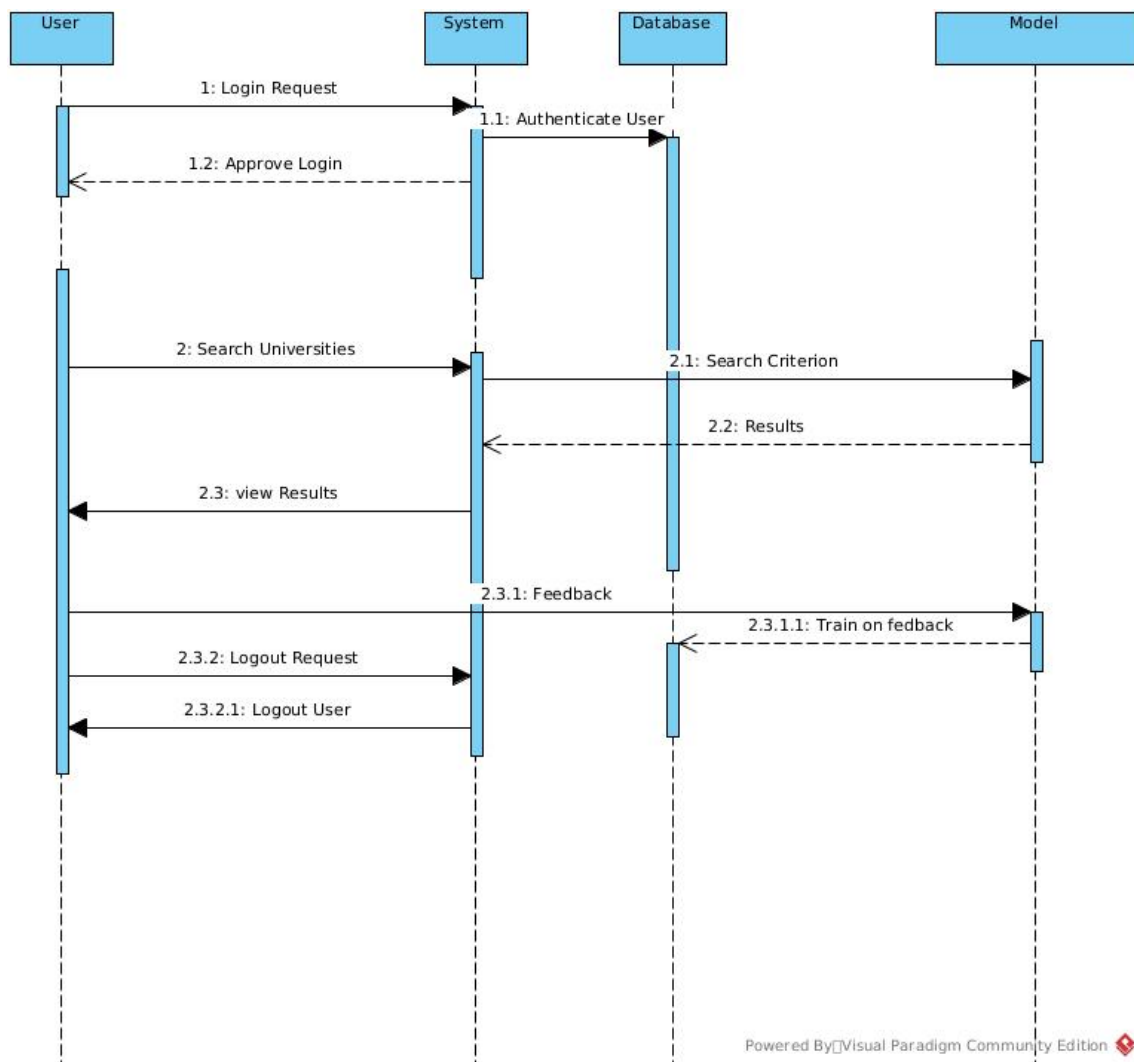 User
System
Database
Model
1: Login Request
1.1: Authenticate User
1.2: Approve Login
2: Search Universities
2.1: Search Criterion
2.2: Results
2.3: view Results
2.3.1: Feedback
2.3.1.1: Train on fedback
2.3.2: Logout Request
2.3.2.1: Logout User
Powered By Visual Paradigm Community Edition